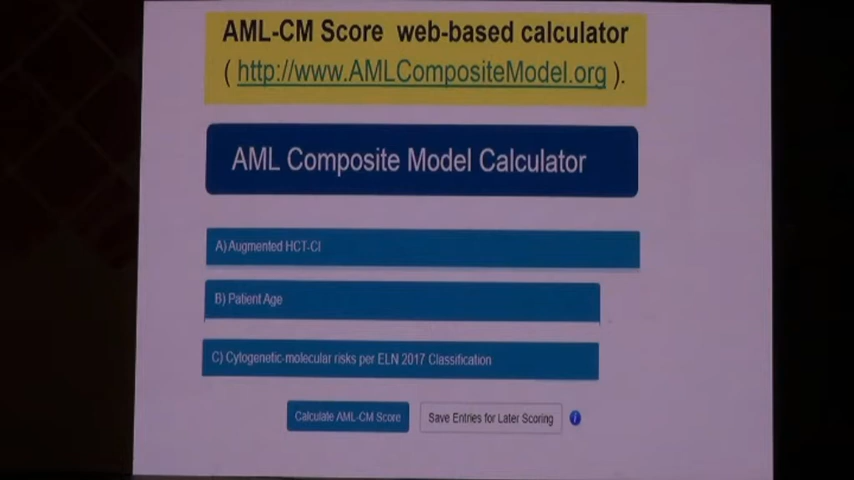 AML-CM Score web-based calculator
( http://www.AMLCompositeModel.org ).
AML Composite Model Calculator
A) Augmented HCT-CI
B) Patient Age
C) Cytogenetic-molecular risks per ELN 2017 Classification
Calculate AML-CM Score
Save Entries for Later Scoring
i